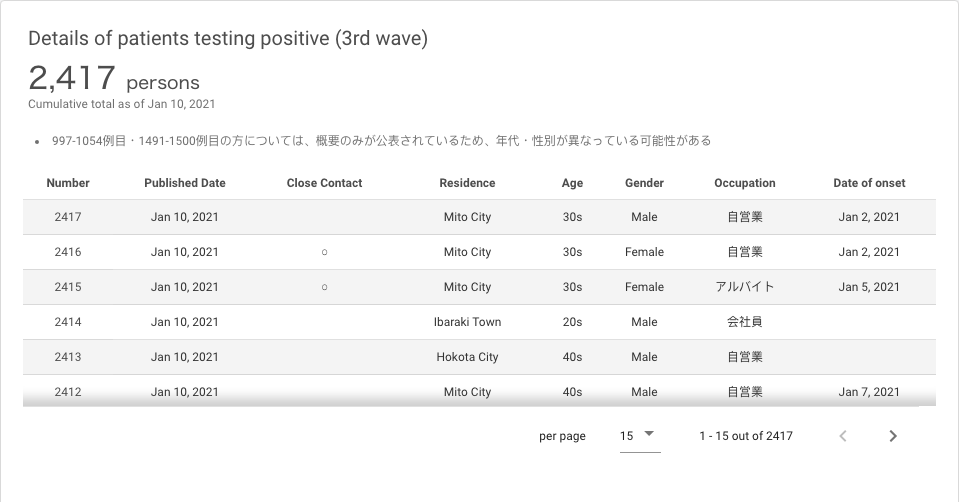 Details of patients testing positive (3rd wave)
2,417 persons
Cumulative total as of Jan 10, 2021
• 997-1054例目・1491-1500例目の方については、概要のみが公表されているため、年代・性別が異なっている可能性がある
Number Published Date Close Contact Residence Age Gender Occupation Date of onset
2417 Jan 10, 2021 Mito City 30s Male 自営業 Jan 2, 2021
2416 Jan 10, 2021 ○ Mito City 30s Female 自営業 Jan 2, 2021
2415 Jan 10, 2021 ○ Mito City 30s Female アルバイト Jan 5, 2021
2414 Jan 10, 2021 Ibaraki Town 20s Male 会社員
2413 Jan 10, 2021 Hokota City 40s Male 自営業
2412 Jan 10, 2021 Mito City 40s Male 自営業 Jan 7, 2021
per page 15 1 - 15 out of 2417